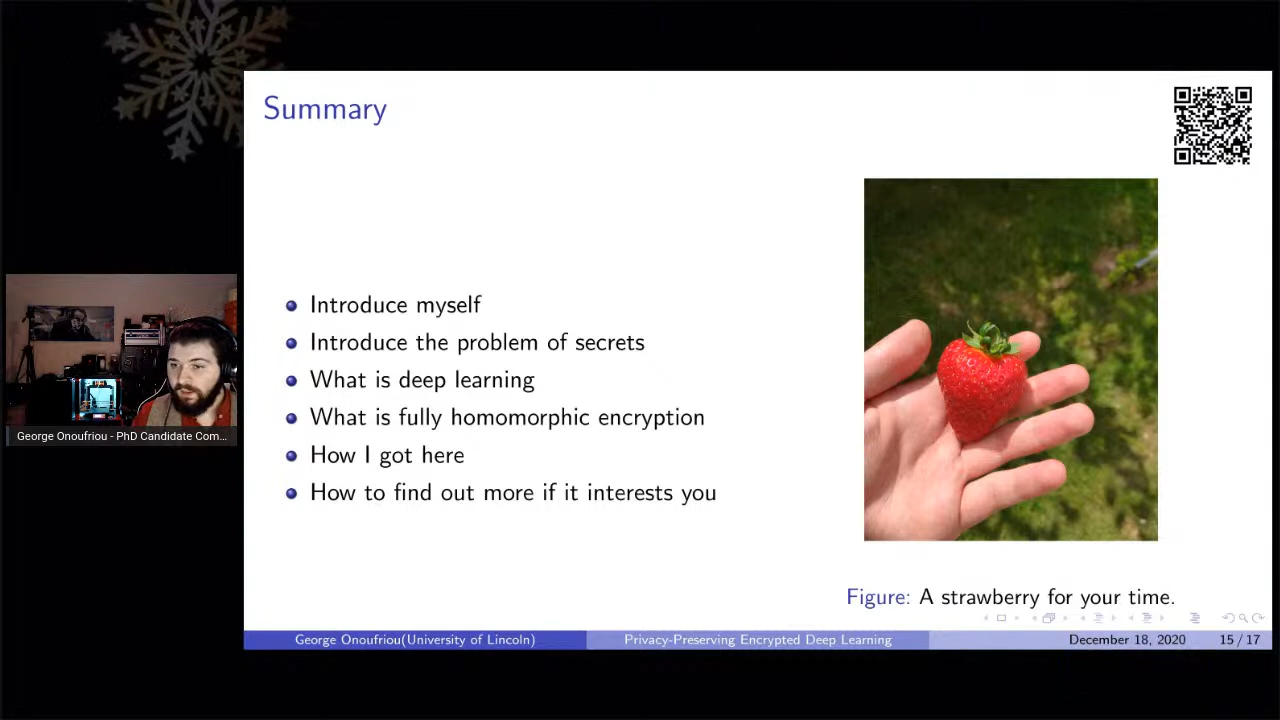 Summary
Introduce myself
Introduce the problem of secrets
What is deep learning
What is fully homomorphic encryption
How I got here
How to find out more if it interests you
Figure: A strawberry for your time.
George Onoufriou - PhD Candidate Com...
George Onoufriou(University of Lincoln)
Privacy-Preserving Encrypted Deep Learning
December 18, 2020
15 / 17